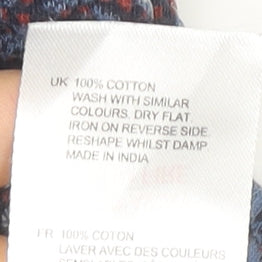 UK 100% COTTON
WASH WITH SIMILAR
COLOURS. DRY FLAT.
IRON ON REVERSE SIDE.
RESHAPE WHILST DAMP
MADE IN INDIA
FR 100% COTON
LAVER AVEC DES COULEURS